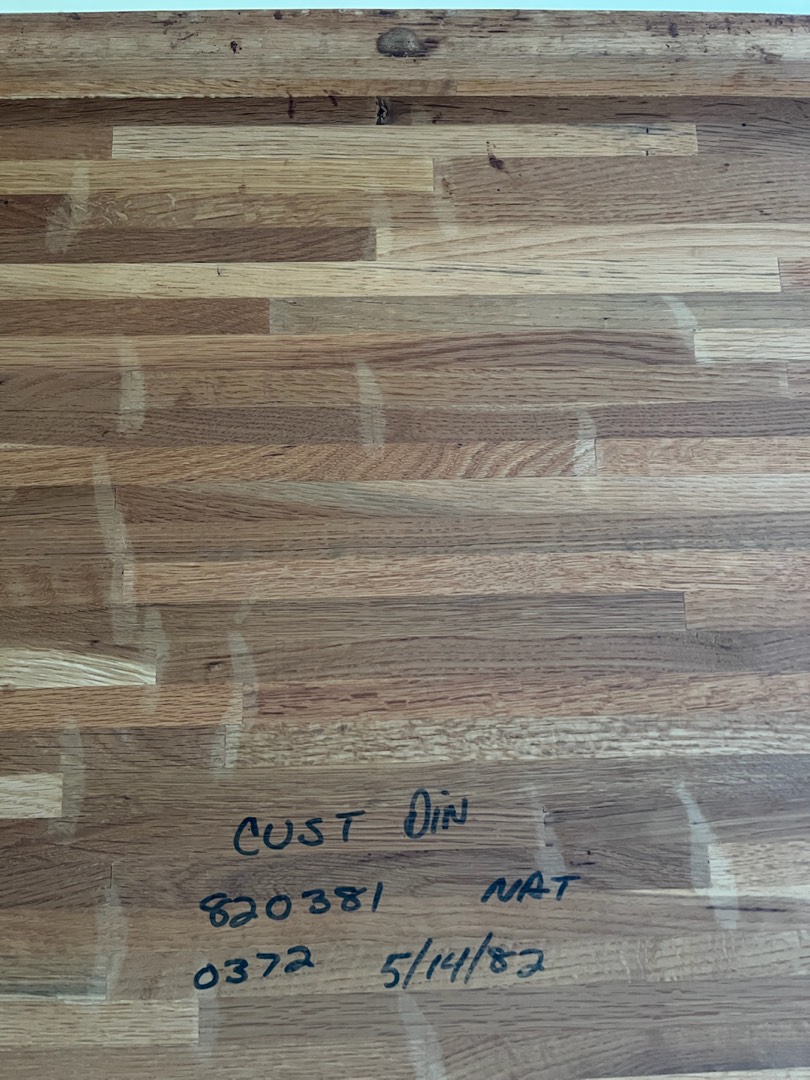 CUST DIN
820381 NAT
0372 5/14/82